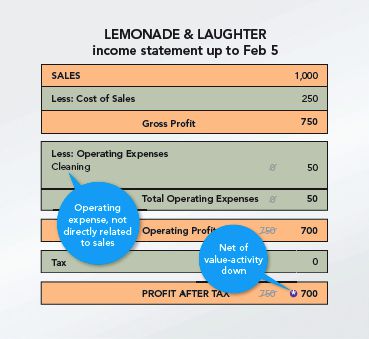 LEMONADE & LAUGHTER
income statement up to Feb 5
SALES 1,000
Less: Cost of Sales 250
Gross Profit 750
Less: Operating Expenses
Cleaning 0 50
Total Operating Expenses 0 50
Operating expense, not directly related to sales
Operating Profit 750 700
Net of value-activity down
Tax 0
PROFIT AFTER TAX 750 700